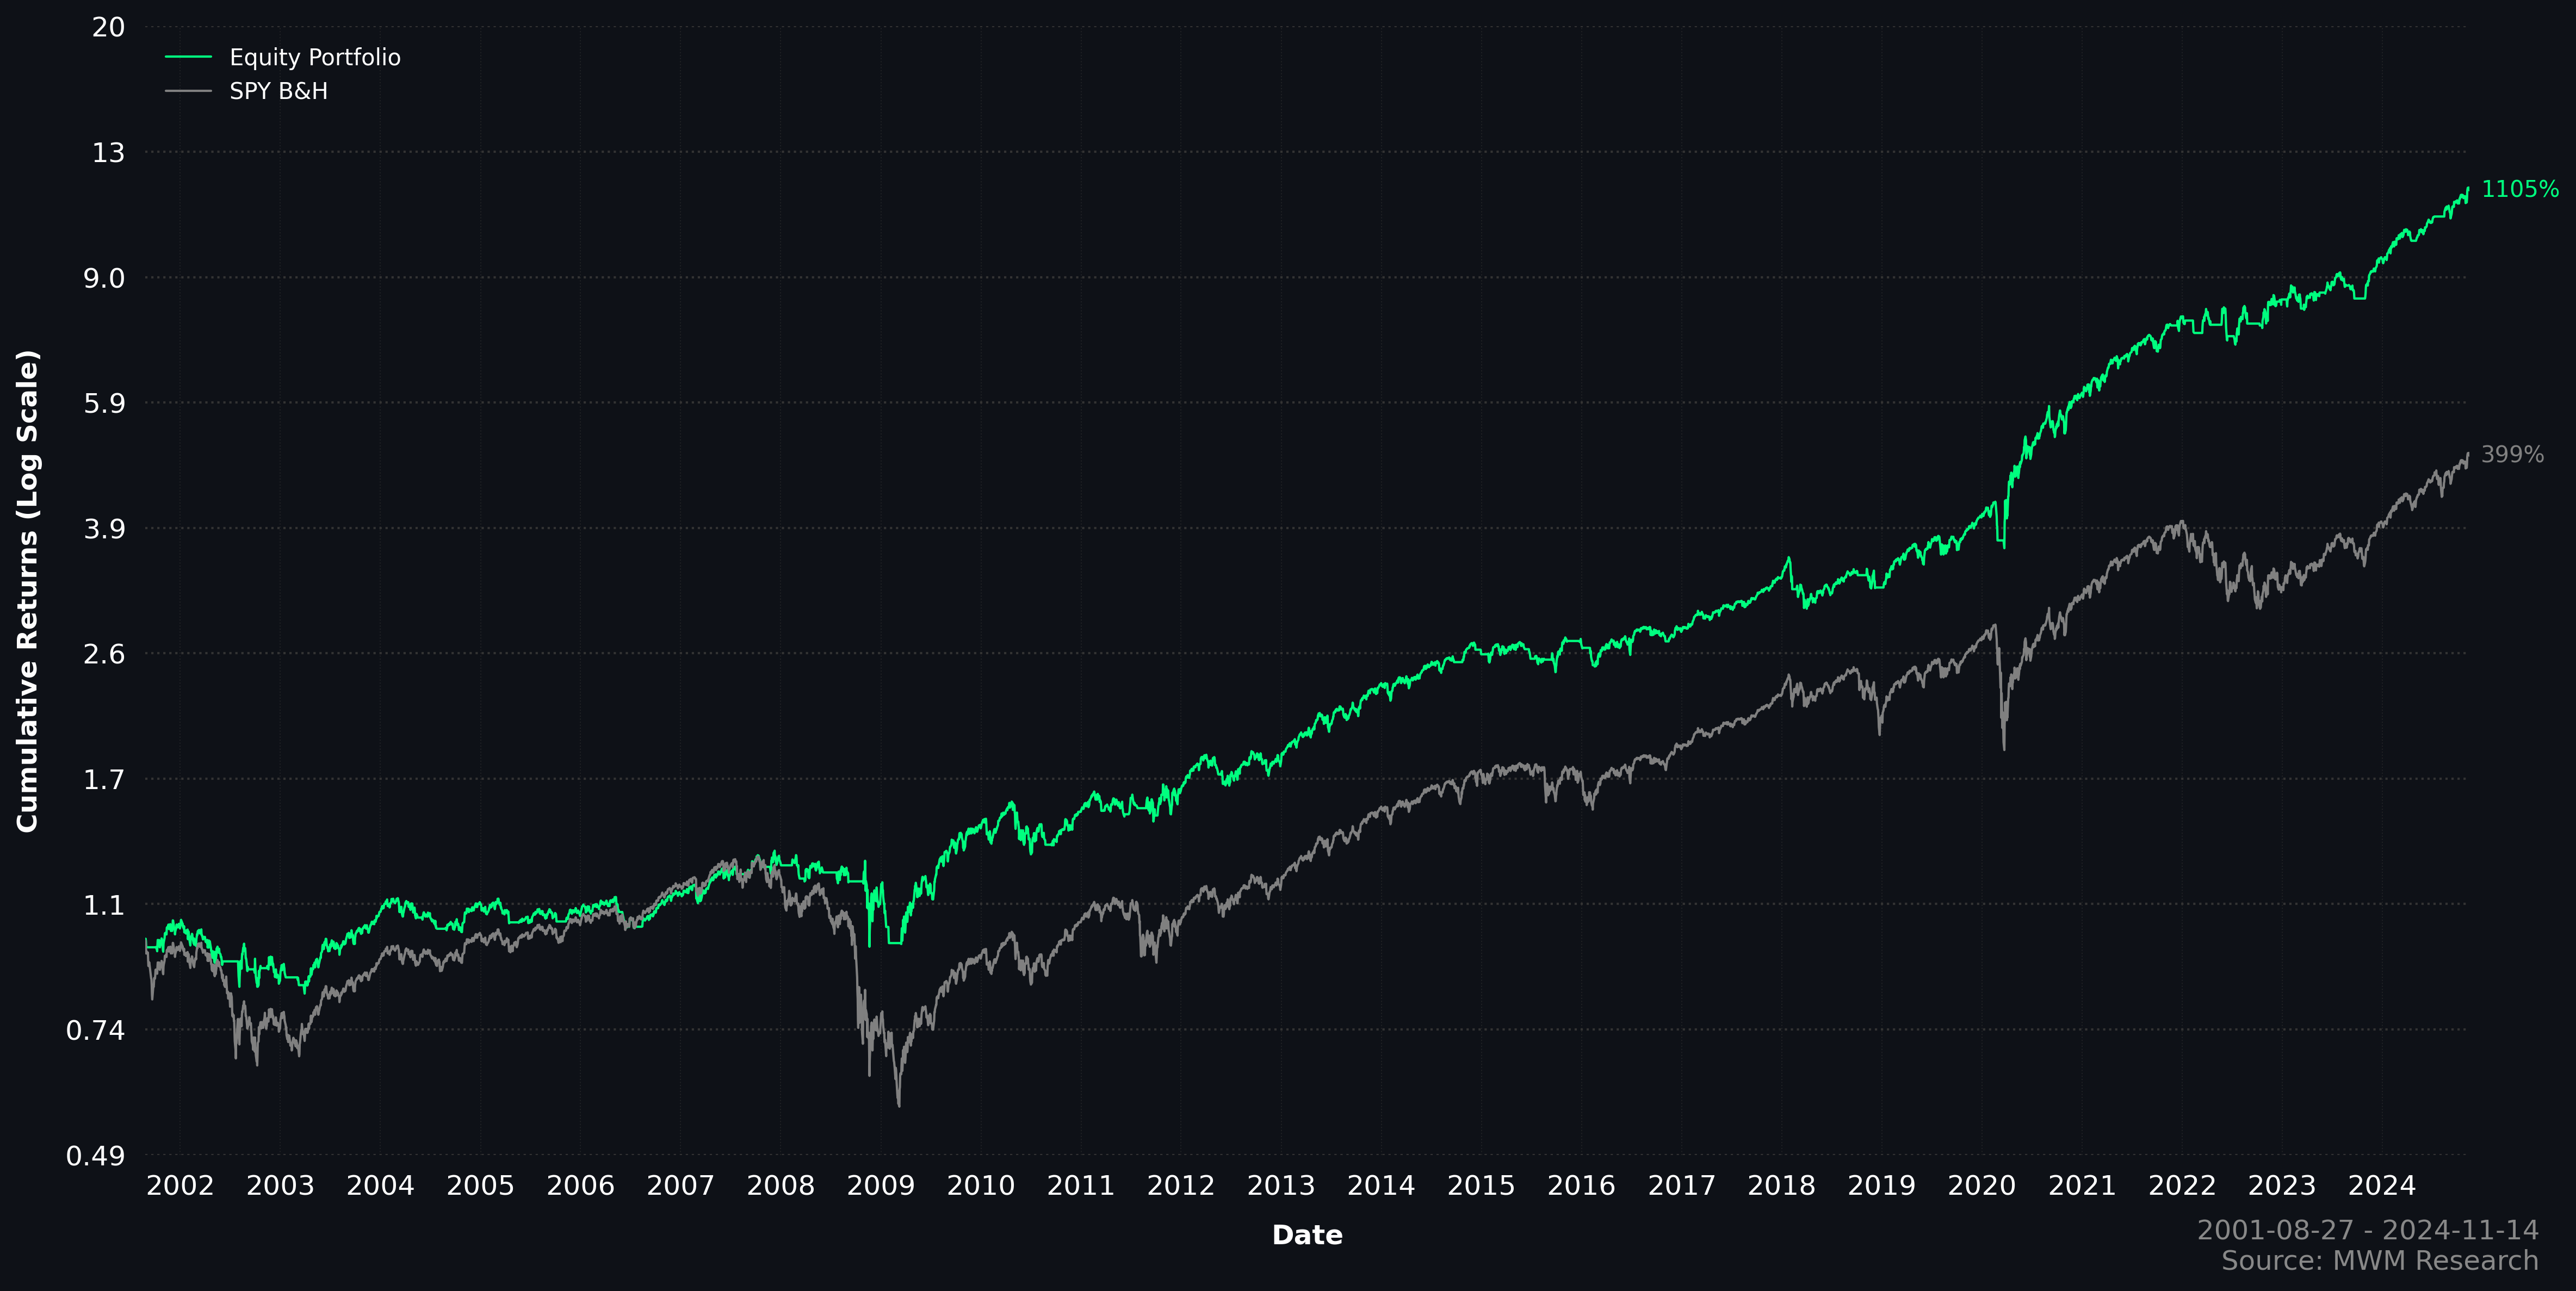 Equity Portfolio
SPY B&H
20
13
9.0
5.9
3.9
2.6
1.7
1.1
0.74
0.49
Cumulative Returns (Log Scale)
1105%
399%
2002 2003 2004 2005 2006 2007 2008 2009 2010 2011 2012 2013 2014 2015 2016 2017 2018 2019 2020 2021 2022 2023 2024
Date
2001-08-27 - 2024-11-14
Source: MWM Research